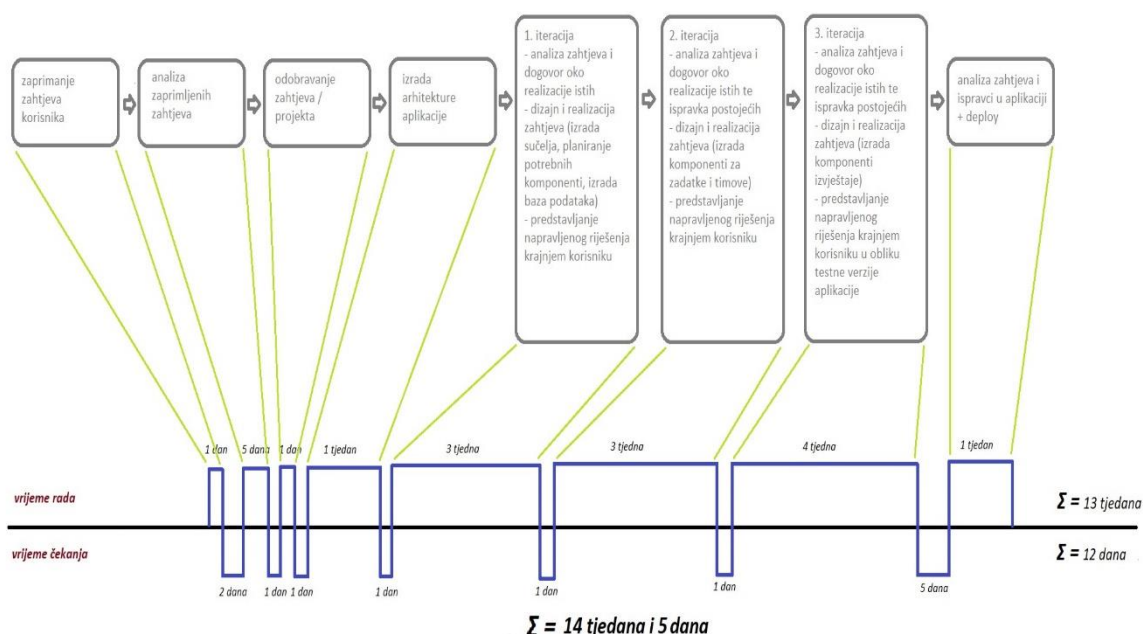 zaprimanje
zahtjeva
korisnika
analiza
zaprimljenih
zahtjeva
odobravanje
zahtjeva /
projekta
izrada
arhitekture
aplikacije
1. iteracija
- analiza zahtjeva i
dogovor oko
realizacije istih
- dizajn i realizacija
zahtjeva (izrada
sučelja, planiranje
potrebnih
komponenti, izrada
baza podataka)
- predstavljanje
napravljenog riješenja
krajnjem korisniku
2. iteracija
- analiza zahtjeva i
dogovor oko
realizacije istih te
ispravka postojećih
- dizajn i realizacija
zahtjeva (izrada
komponenti za
zadatke i timove)
- predstavljanje
napravljenog riješenja
krajnjem korisniku
3. iteracija
- analiza zahtjeva i
dogovor oko
realizacije istih te
ispravka postojećih
- dizajn i realizacija
zahtjeva (izrada
komponenti
izvještaje)
- predstavljanje
napravljenog
riješenja krajnjem
korisniku u obliku
testne verzije
aplikacije
analiza zahtjeva i
ispravci u aplikaciji
+ deploy
1 dan
5 dana
1 dan
1 tjedan
3 tjedna
3 tjedna
4 tjedna
1 tjedan
vrijeme rada
Σ = 13 tjedana
vrijeme čekanja
Σ = 12 dana
2 dana
1 dan
1 dan
1 dan
1 dan
1 dan
5 dana
Σ = 14 tjedana i 5 dana